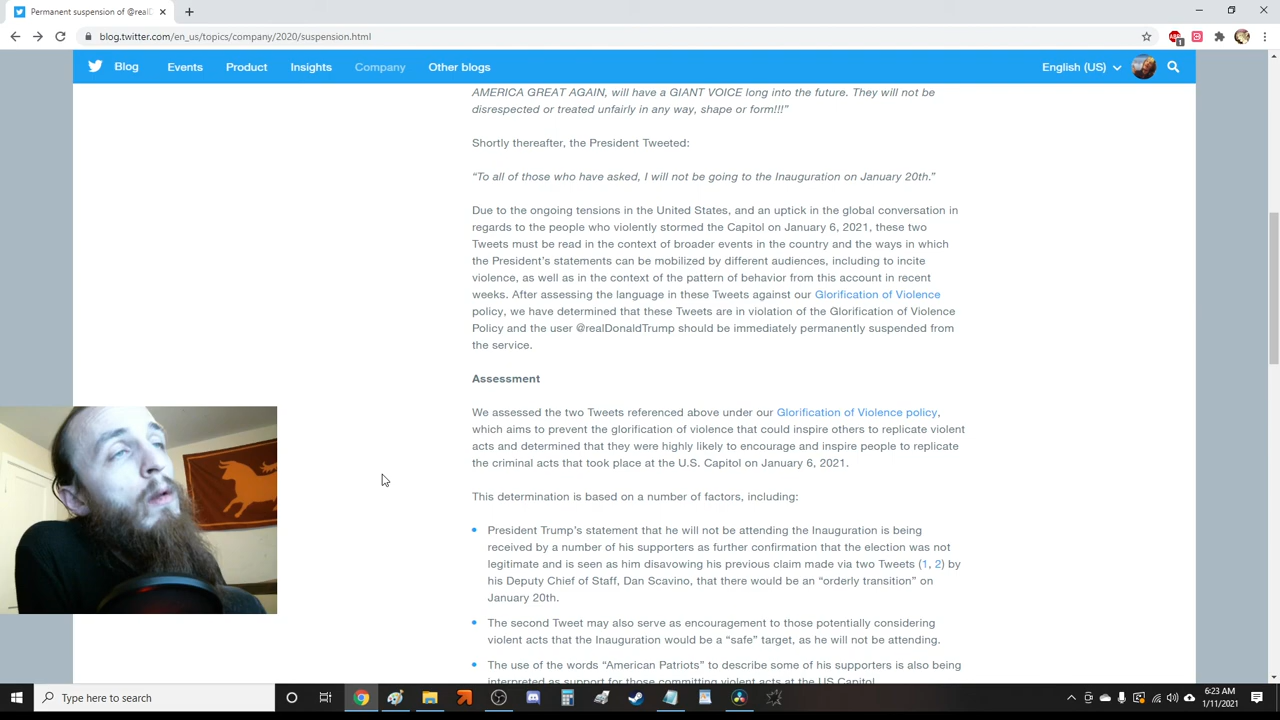 Permanent suspension of @realD
blog.twitter.com/en_us/topics/company/2020/suspension.html
1
Blog Events Product Insights Company Other blogs English (US)
AMERICA GREAT AGAIN, will have a GIANT VOICE long into the future. They will not be
disrespected or treated unfairly in any way, shape or form!!!”
Shortly thereafter, the President Tweeted:
“To all of those who have asked, I will not be going to the Inauguration on January 20th.”
Due to the ongoing tensions in the United States, and an uptick in the global conversation in
regards to the people who violently stormed the Capitol on January 6, 2021, these two
Tweets must be read in the context of broader events in the country and the ways in which
the President’s statements can be mobilized by different audiences, including to incite
violence, as well as in the context of the pattern of behavior from this account in recent
weeks. After assessing the language in these Tweets against our Glorification of Violence
policy, we have determined that these Tweets are in violation of the Glorification of Violence
Policy and the user @realDonaldTrump should be immediately permanently suspended from
the service.
Assessment
We assessed the two Tweets referenced above under our Glorification of Violence policy,
which aims to prevent the glorification of violence that could inspire others to replicate violent
acts and determined that they were highly likely to encourage and inspire people to replicate
the criminal acts that took place at the U.S. Capitol on January 6, 2021.
This determination is based on a number of factors, including:
President Trump’s statement that he will not be attending the Inauguration is being
received by a number of his supporters as further confirmation that the election was not
legitimate and is seen as him disavowing his previous claim made via two Tweets (1, 2) by
his Deputy Chief of Staff, Dan Scavino, that there would be an “orderly transition” on
January 20th.
The second Tweet may also serve as encouragement to those potentially considering
violent acts that the Inauguration would be a “safe” target, as he will not be attending.
The use of the words “American Patriots” to describe some of his supporters is also being
interpreted as support for those committing violent acts at the US Capitol.
Type here to search
6:23 AM
1/11/2021